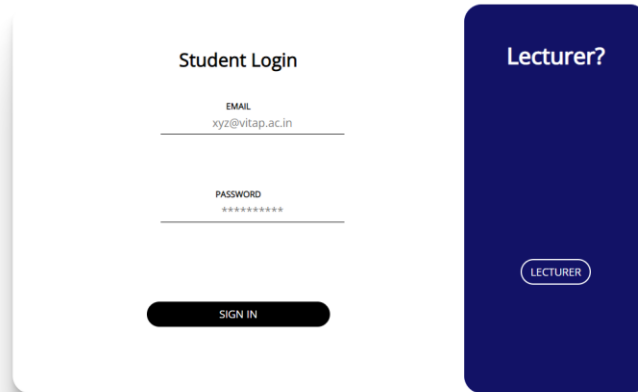 Student Login
EMAIL
xyz@vitap.ac.in
PASSWORD
**********
SIGN IN
Lecturer?
LECTURER